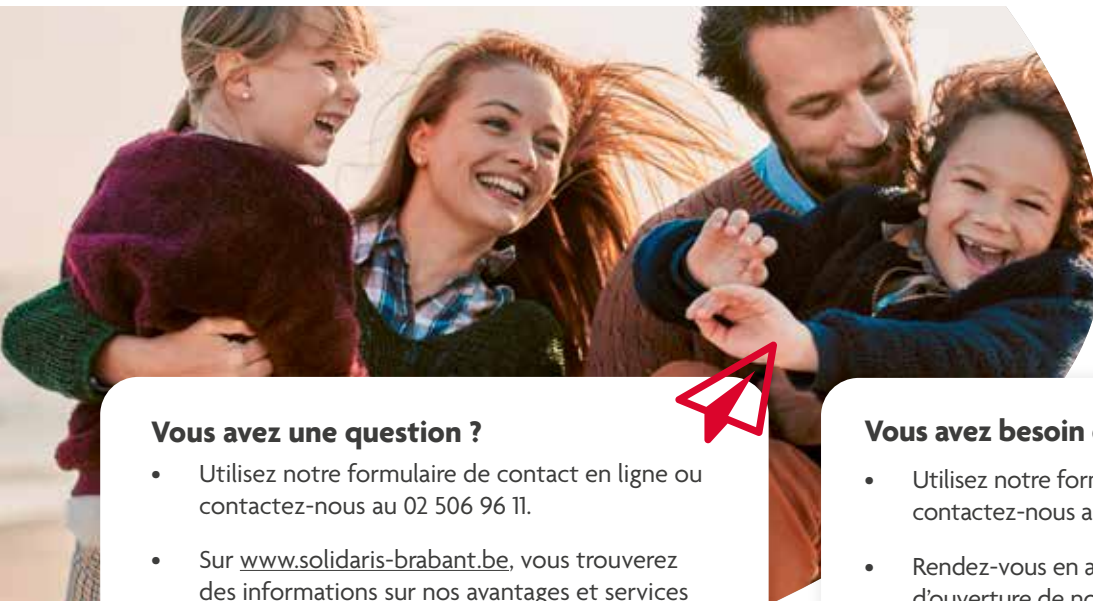 Vous avez une question ?
• Utilisez notre formulaire de contact en ligne ou
contactez-nous au 02 506 96 11.
• Sur www.solidaris-brabant.be, vous trouverez
des informations sur nos avantages et services
Vous avez besoin
• Utilisez notre
contactez-nous
• Rendez-vous en
d'ouverture de